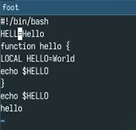 foot
#!/bin/bash
HELLO=Hello
function hello {
LOCAL HELLO=World
echo $HELLO
}
echo $HELLO
hello
~